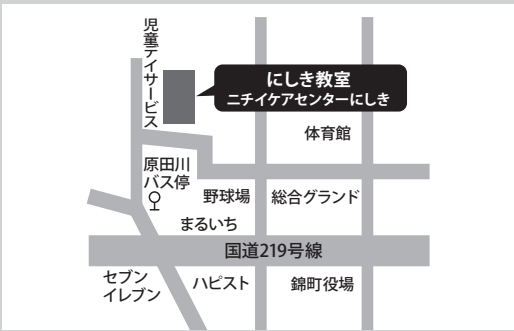 児童デイサービス
にしき教室
ニチイケアセンターにしき
体育館
原田川
バス停
野球場
総合グランド
まるいち
国道219号線
セブン
イレブン
ハピスト
錦町役場